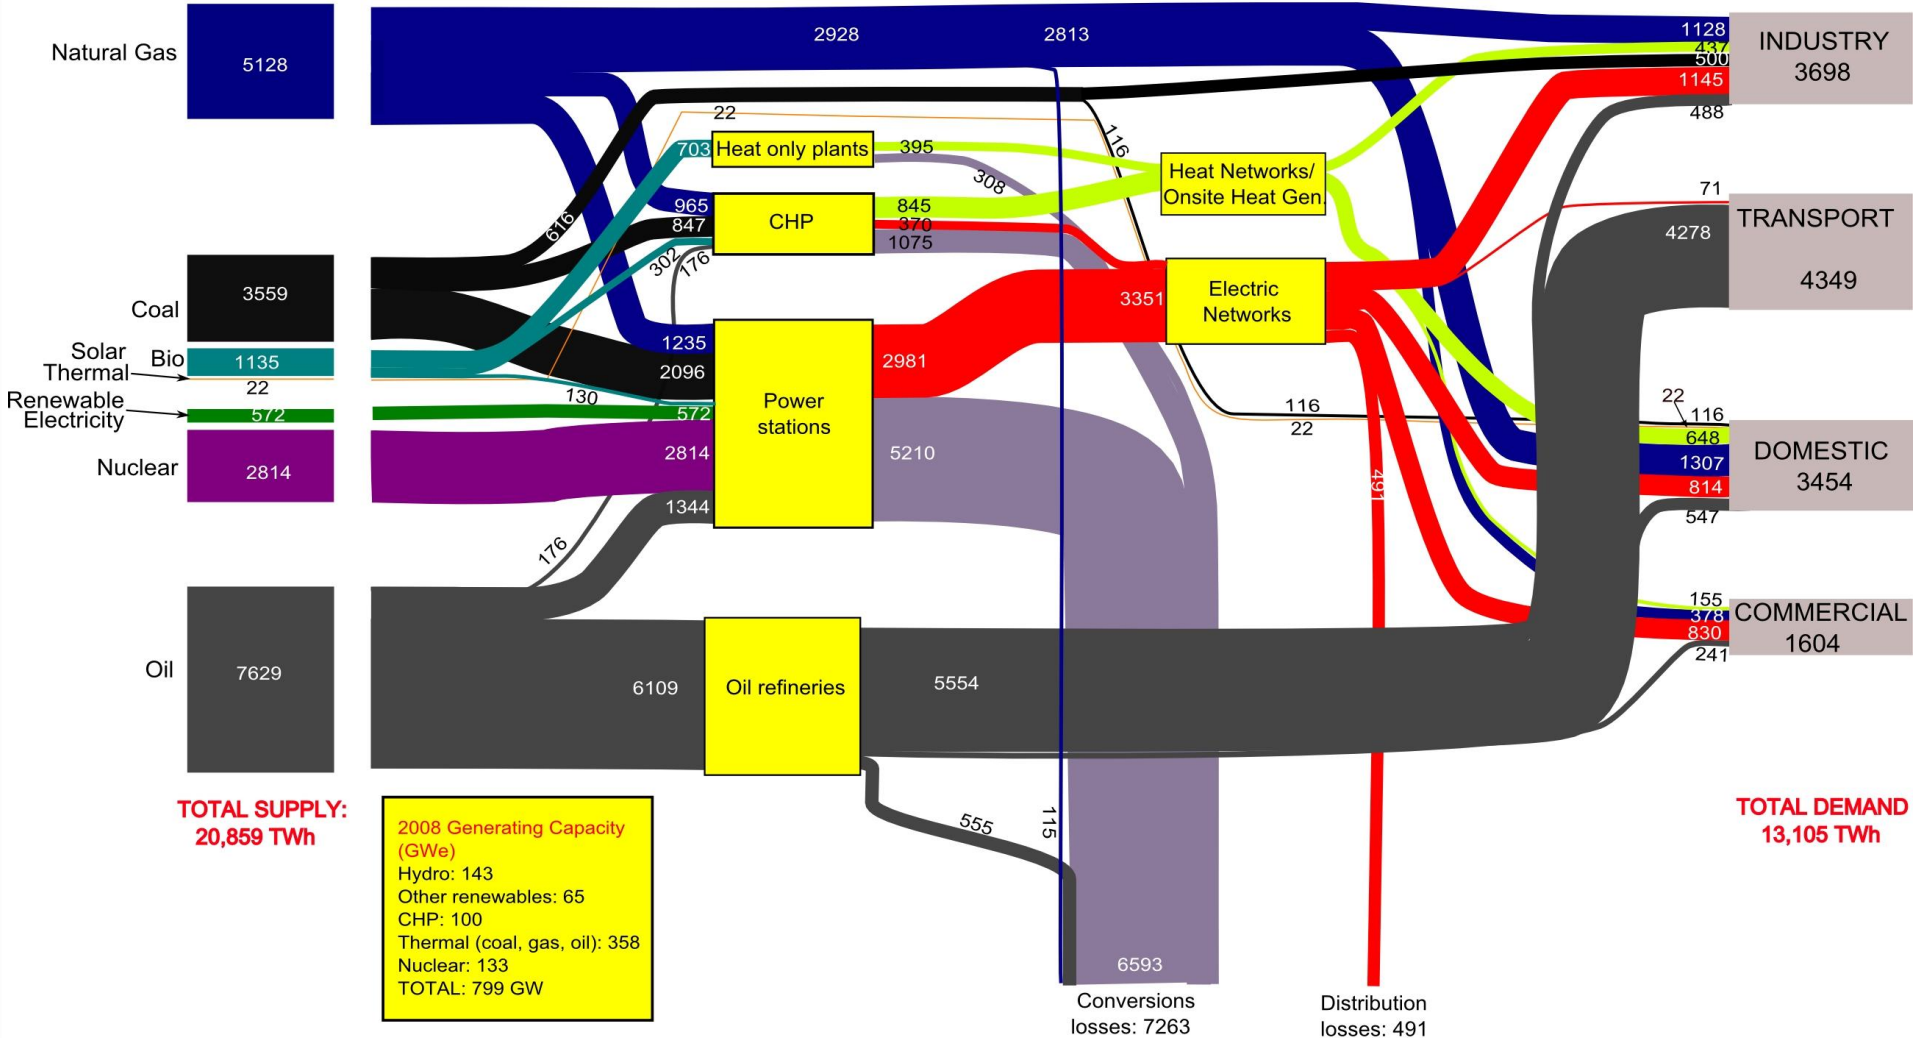 Natural Gas
5128
2928
2813
1128
437
500
1145
488
INDUSTRY
3698
22
116
703
Heat only plants
395
308
Heat Networks/
Onsite Heat Gen.
965
847
302
176
CHP
845
370
1075
616
71
4278
TRANSPORT
4349
Coal
3559
Solar
Thermal
Bio
1135
22
Renewable
Electricity
572
Nuclear
2814
1235
2096
130
572
2814
1344
Power
stations
2981
5210
3351
Electric
Networks
116
22
491
22
116
648
1307
814
547
DOMESTIC
3454
176
Oil
7629
6109
Oil refineries
5554
155
378
830
241
COMMERCIAL
1604
TOTAL SUPPLY:
20,859 TWh
2008 Generating Capacity
(GWe)
Hydro: 143
Other renewables: 65
CHP: 100
Thermal (coal, gas, oil): 358
Nuclear: 133
TOTAL: 799 GW
555
115
6593
Conversions
losses: 7263
Distribution
losses: 491
TOTAL DEMAND
13,105 TWh